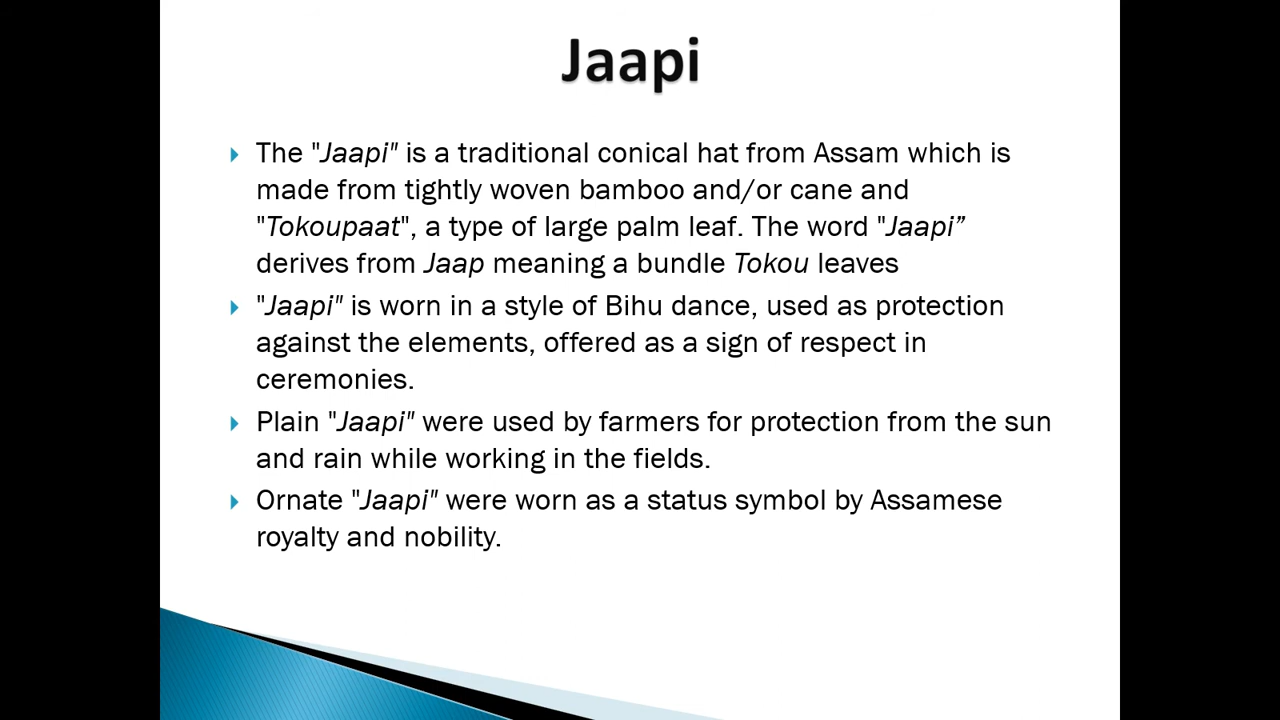 Jaapi
The "Jaapi" is a traditional conical hat from Assam which is
made from tightly woven bamboo and/or cane and
"Tokoupaat", a type of large palm leaf. The word "Jaapi”
derives from Jaap meaning a bundle Tokou leaves
"Jaapi" is worn in a style of Bihu dance, used as protection
against the elements, offered as a sign of respect in
ceremonies.
Plain "Jaapi" were used by farmers for protection from the sun
and rain while working in the fields.
Ornate "Jaapi" were worn as a status symbol by Assamese
royalty and nobility.